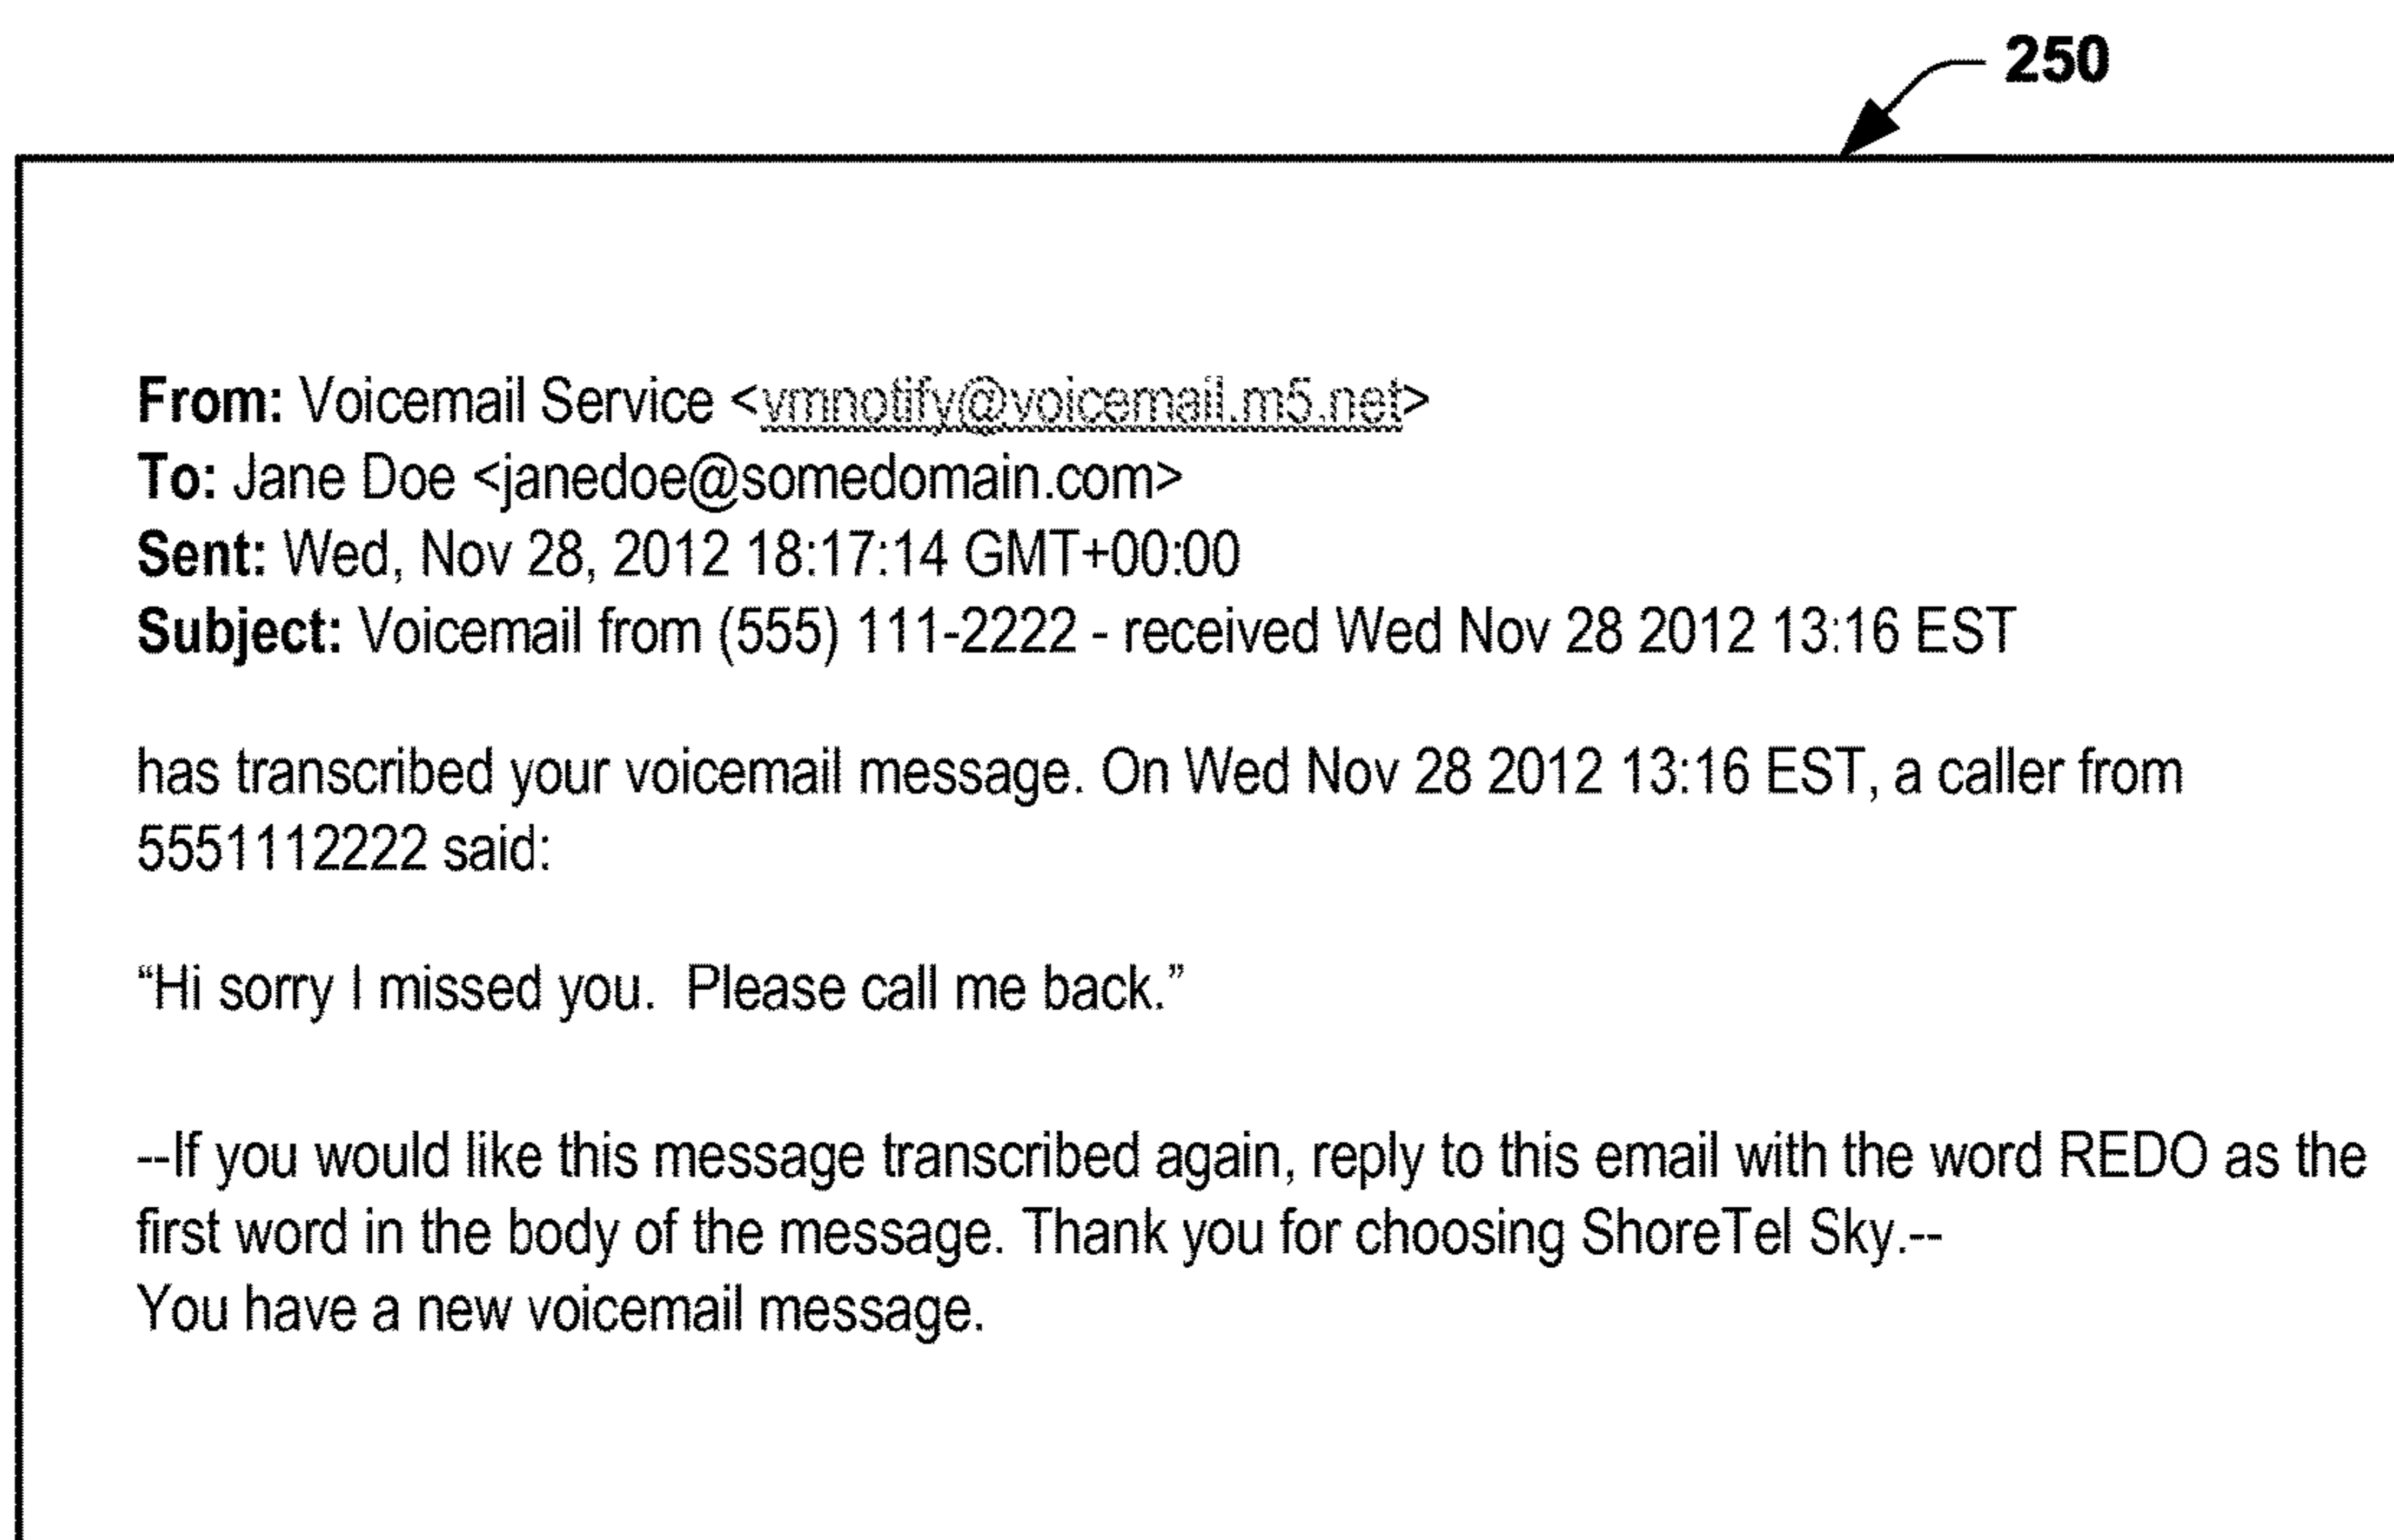 250
From: Voicemail Service <vmnotify@voicemail.m5.net>
To: Jane Doe <janedoe@somedomain.com>
Sent: Wed, Nov 28, 2012 18:17:14 GMT+00:00
Subject: Voicemail from (555) 111-2222 - received Wed Nov 28 2012 13:16 EST
has transcribed your voicemail message. On Wed Nov 28 2012 13:16 EST, a caller from
5551112222 said:
“Hi sorry I missed you.  Please call me back.”
--If you would like this message transcribed again, reply to this email with the word REDO as the
first word in the body of the message. Thank you for choosing ShoreTel Sky.--
You have a new voicemail message.